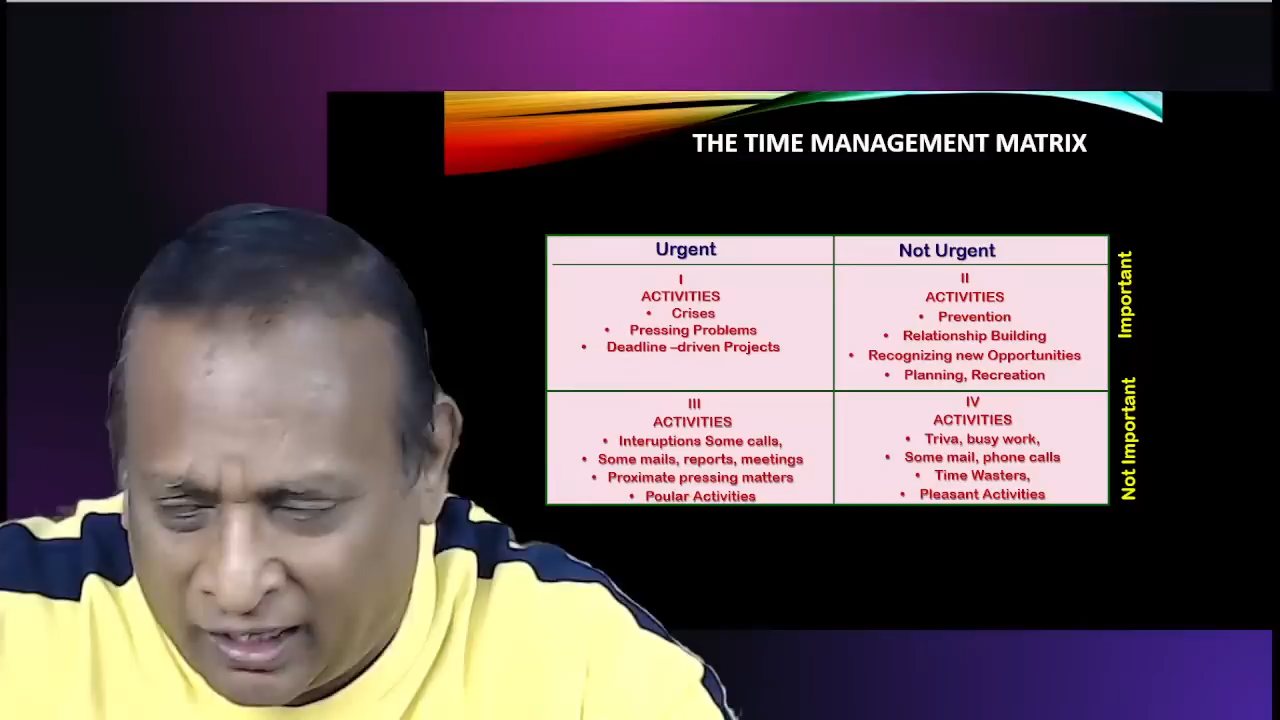 THE TIME MANAGEMENT MATRIX
Urgent
Not Urgent
I
ACTIVITIES
• Crises
• Pressing Problems
• Deadline –driven Projects
II
ACTIVITIES
• Prevention
• Relationship Building
• Recognizing new Opportunities
• Planning, Recreation
Important
III
ACTIVITIES
• Interuptions Some calls,
• Some mails, reports, meetings
• Proximate pressing matters
• Poular Activities
IV
ACTIVITIES
• Triva, busy work,
• Some mail, phone calls
• Time Wasters,
• Pleasant Activities
Not Important